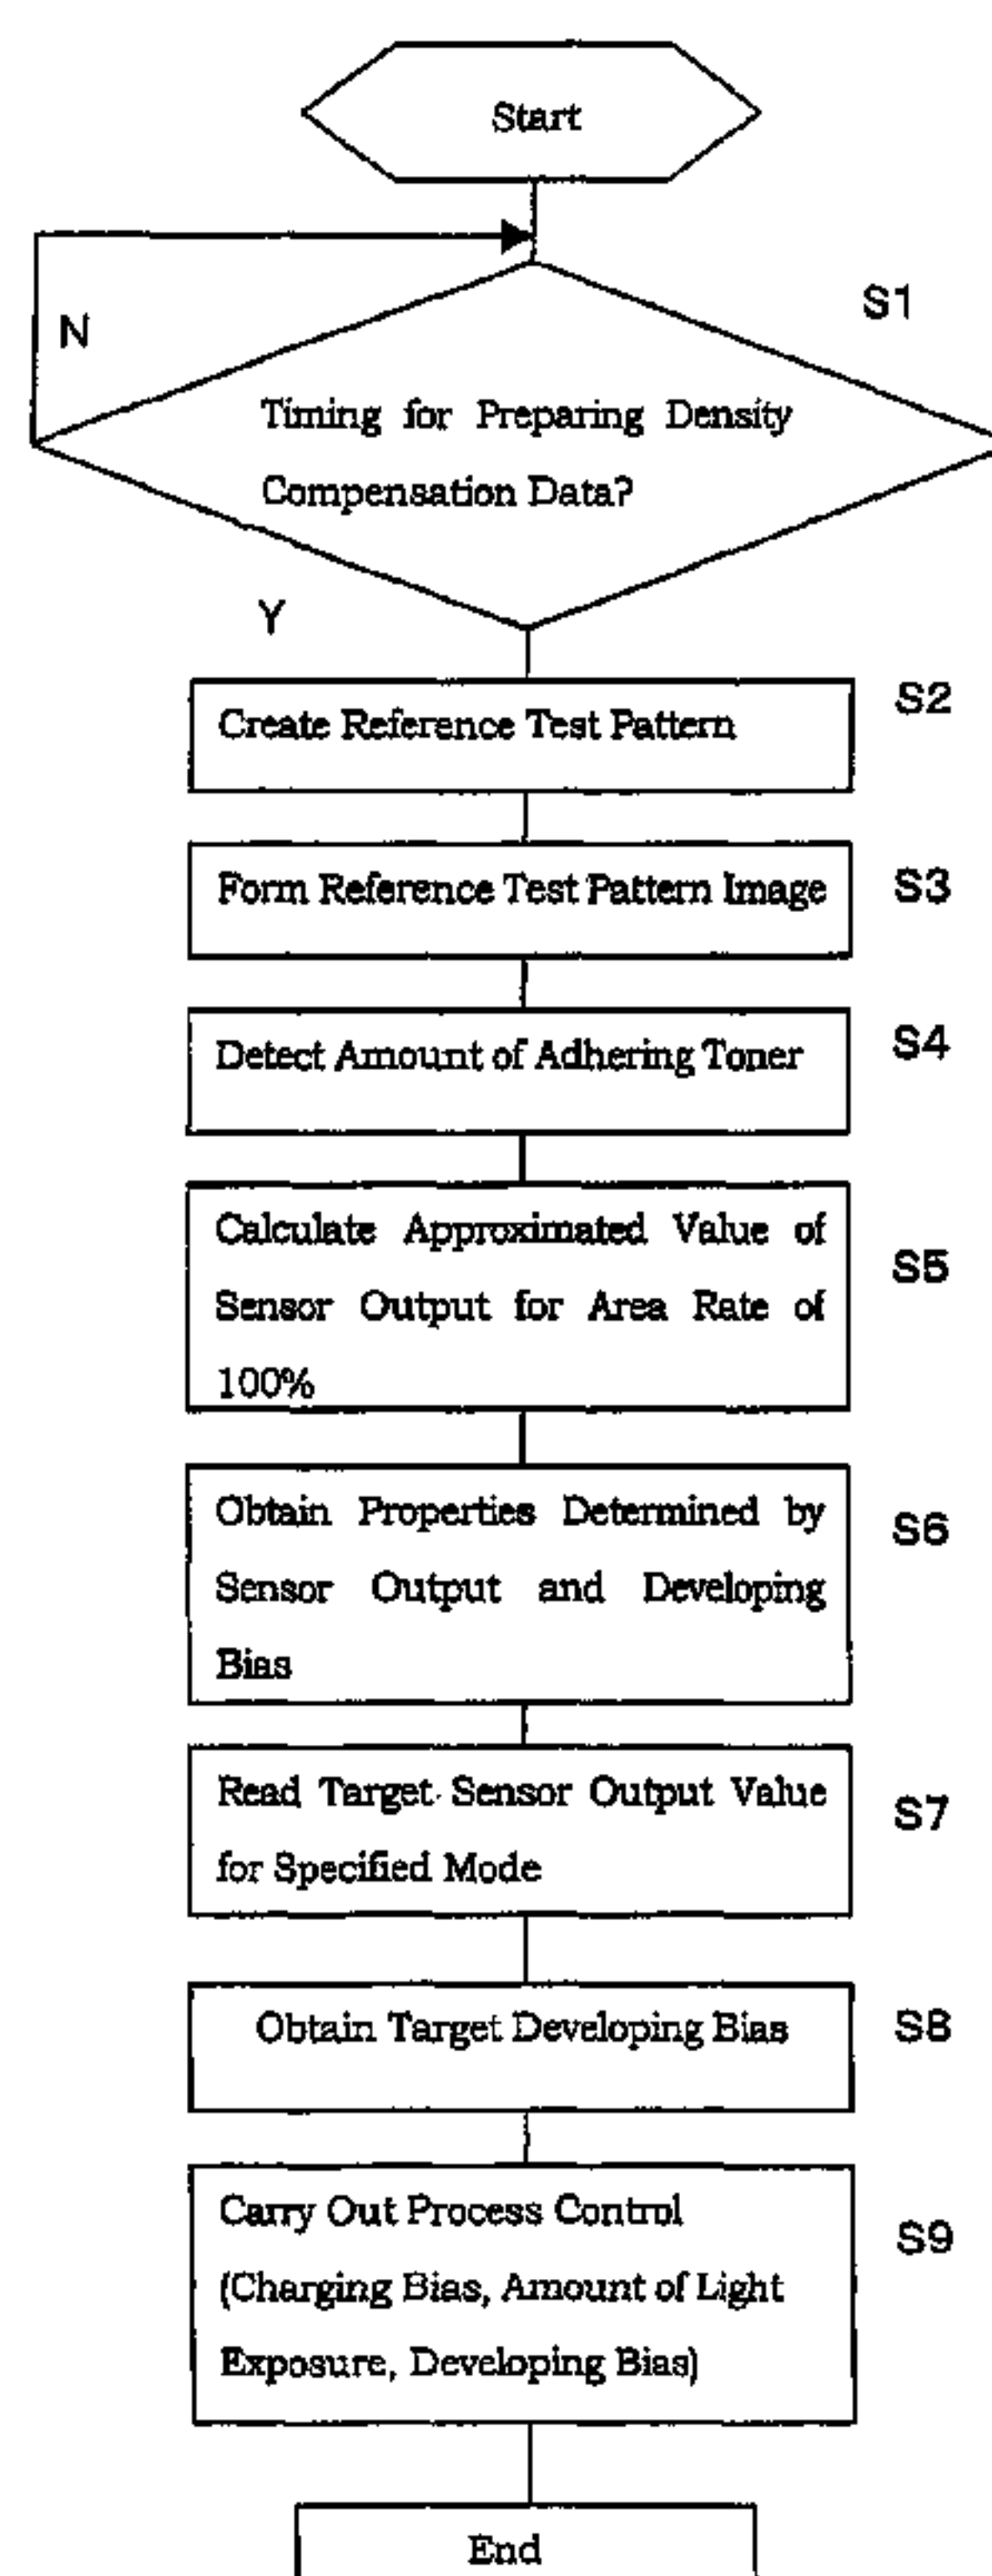 Start
S1
N
Timing for Preparing Density
Compensation Data?
Y
S2
Create Reference Test Pattern
S3
Form Reference Test Pattern Image
S4
Detect Amount of Adhering Toner
Calculate Approximated Value of
S5
Sensor Output for Area Rate of
100%
Obtain Properties Determined by
S6
Sensor Output and Developing
Bias
Read Target Sensor Output Value
S7
for Specified Mode
S8
Obtain Target Developing Bias
Carry Out Process Control
S9
(Charging Bias, Amount of Light
Exposure, Developing Bias)
End